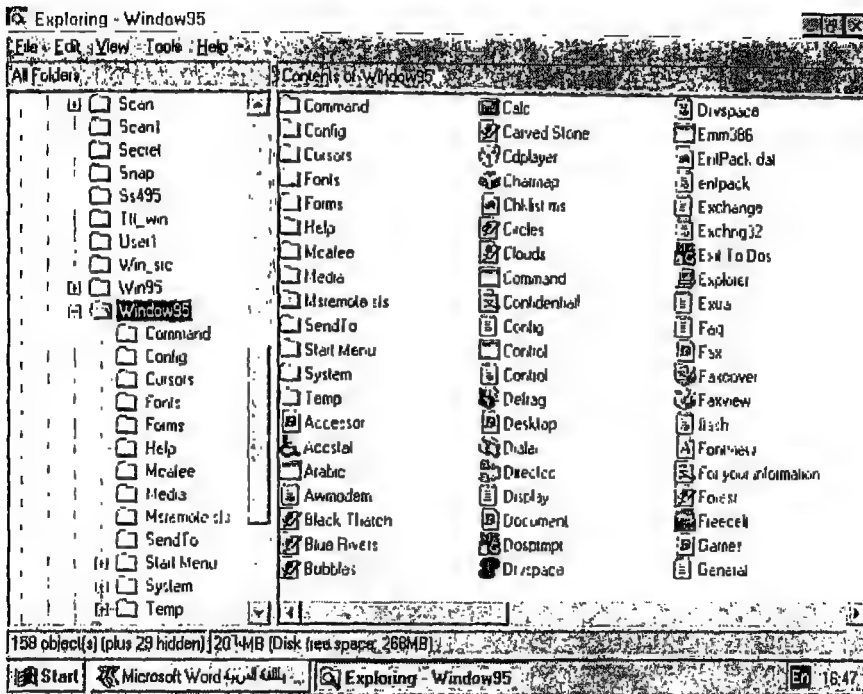 Exploring - Window95
File Edit View Tools Help
All Folders
Contents of 'Window95'
Scan
Scan1
Secret
Snap
Ss495
Ttl_win
User1
Win_src
Win95
Window95
Command
Config
Cursors
Fonts
Forms
Help
Mcafee
Media
Msremote.sfs
SendTo
Start Menu
System
Temp
Command
Config
Cursors
Fonts
Forms
Help
Mcafee
Media
Msremote.sfs
SendTo
Start Menu
System
Temp
Accessor
Accstat
Arabic
Awmodem
Black Thatch
Blue Rivets
Bubbles
Calc
Carved Stone
Cdplayer
Charmap
Chklist.ms
Circles
Clouds
Command
Confidential!
Config
Control
Control
Defrag
Desktop
Dialer
Directcc
Display
Document
Dosprmpt
Drvspace
Drvspace
Emm386
EntPack.dat
entpack
Exchange
Exchng32
Exit To Dos
Explorer
Extra
Faq
Fax
Faxcover
Faxview
flash
Fontview
For your information
Forest
Freecell
Gamer
General
158 object(s) (plus 29 hidden) 20.4MB (Disk free space: 268MB)
Start Microsoft Word Exploring - Window95 En 16:47